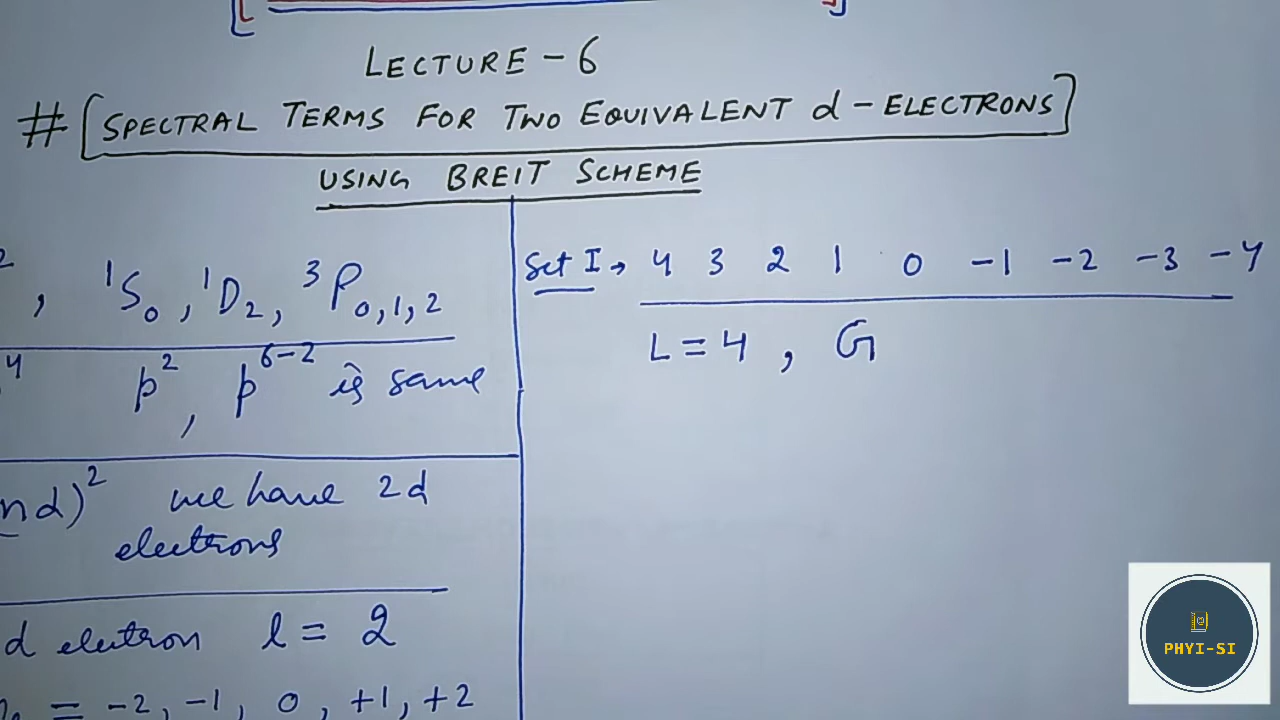 LECTURE - 6
# [SPECTRAL TERMS FOR TWO EQUIVALENT d - ELECTRONS]
USING BREIT SCHEME
2, ¹S₀, ¹D₂, ³P₀,₁,₂
4 p², p⁶⁻² is same
nd)² we have 2d
electrons
d electron l = 2
= -2, -1, 0, +1, +2
Set I → 4 3 2 1 0 -1 -2 -3 -4
L = 4, G
PHYI-SI